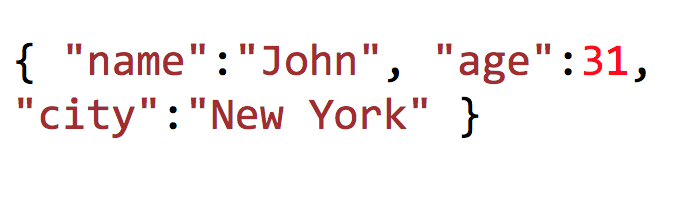 { "name":"John", "age":31,
"city":"New York" }